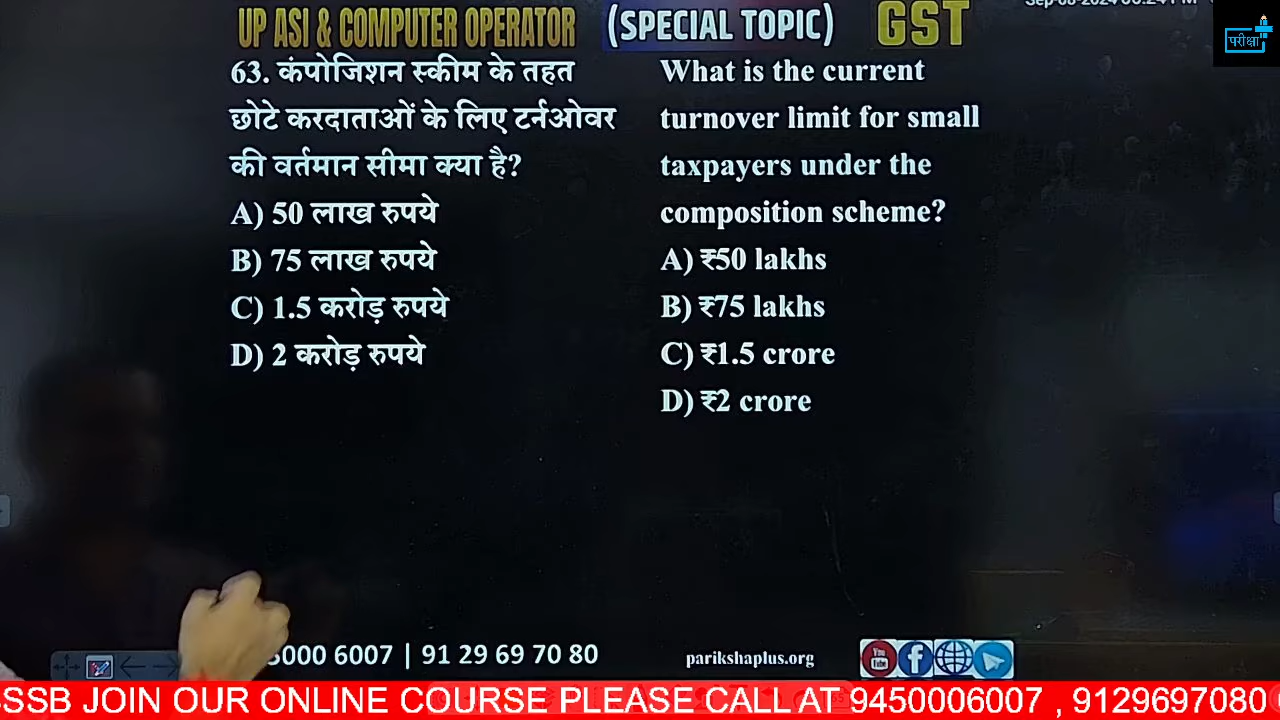 UP ASI & COMPUTER OPERATOR (SPECIAL TOPIC) GST
परीक्षा
63. कंपोजिशन स्कीम के तहत
छोटे करदाताओं के लिए टर्नओवर
की वर्तमान सीमा क्या है?
A) 50 लाख रुपये
B) 75 लाख रुपये
C) 1.5 करोड़ रुपये
D) 2 करोड़ रुपये
What is the current
turnover limit for small
taxpayers under the
composition scheme?
A) ₹50 lakhs
B) ₹75 lakhs
C) ₹1.5 crore
D) ₹2 crore
6007 | 91 29 69 70 80
parikshaplus.org
You Tube
SSB JOIN OUR ONLINE COURSE PLEASE CALL AT 9450006007 , 9129697080